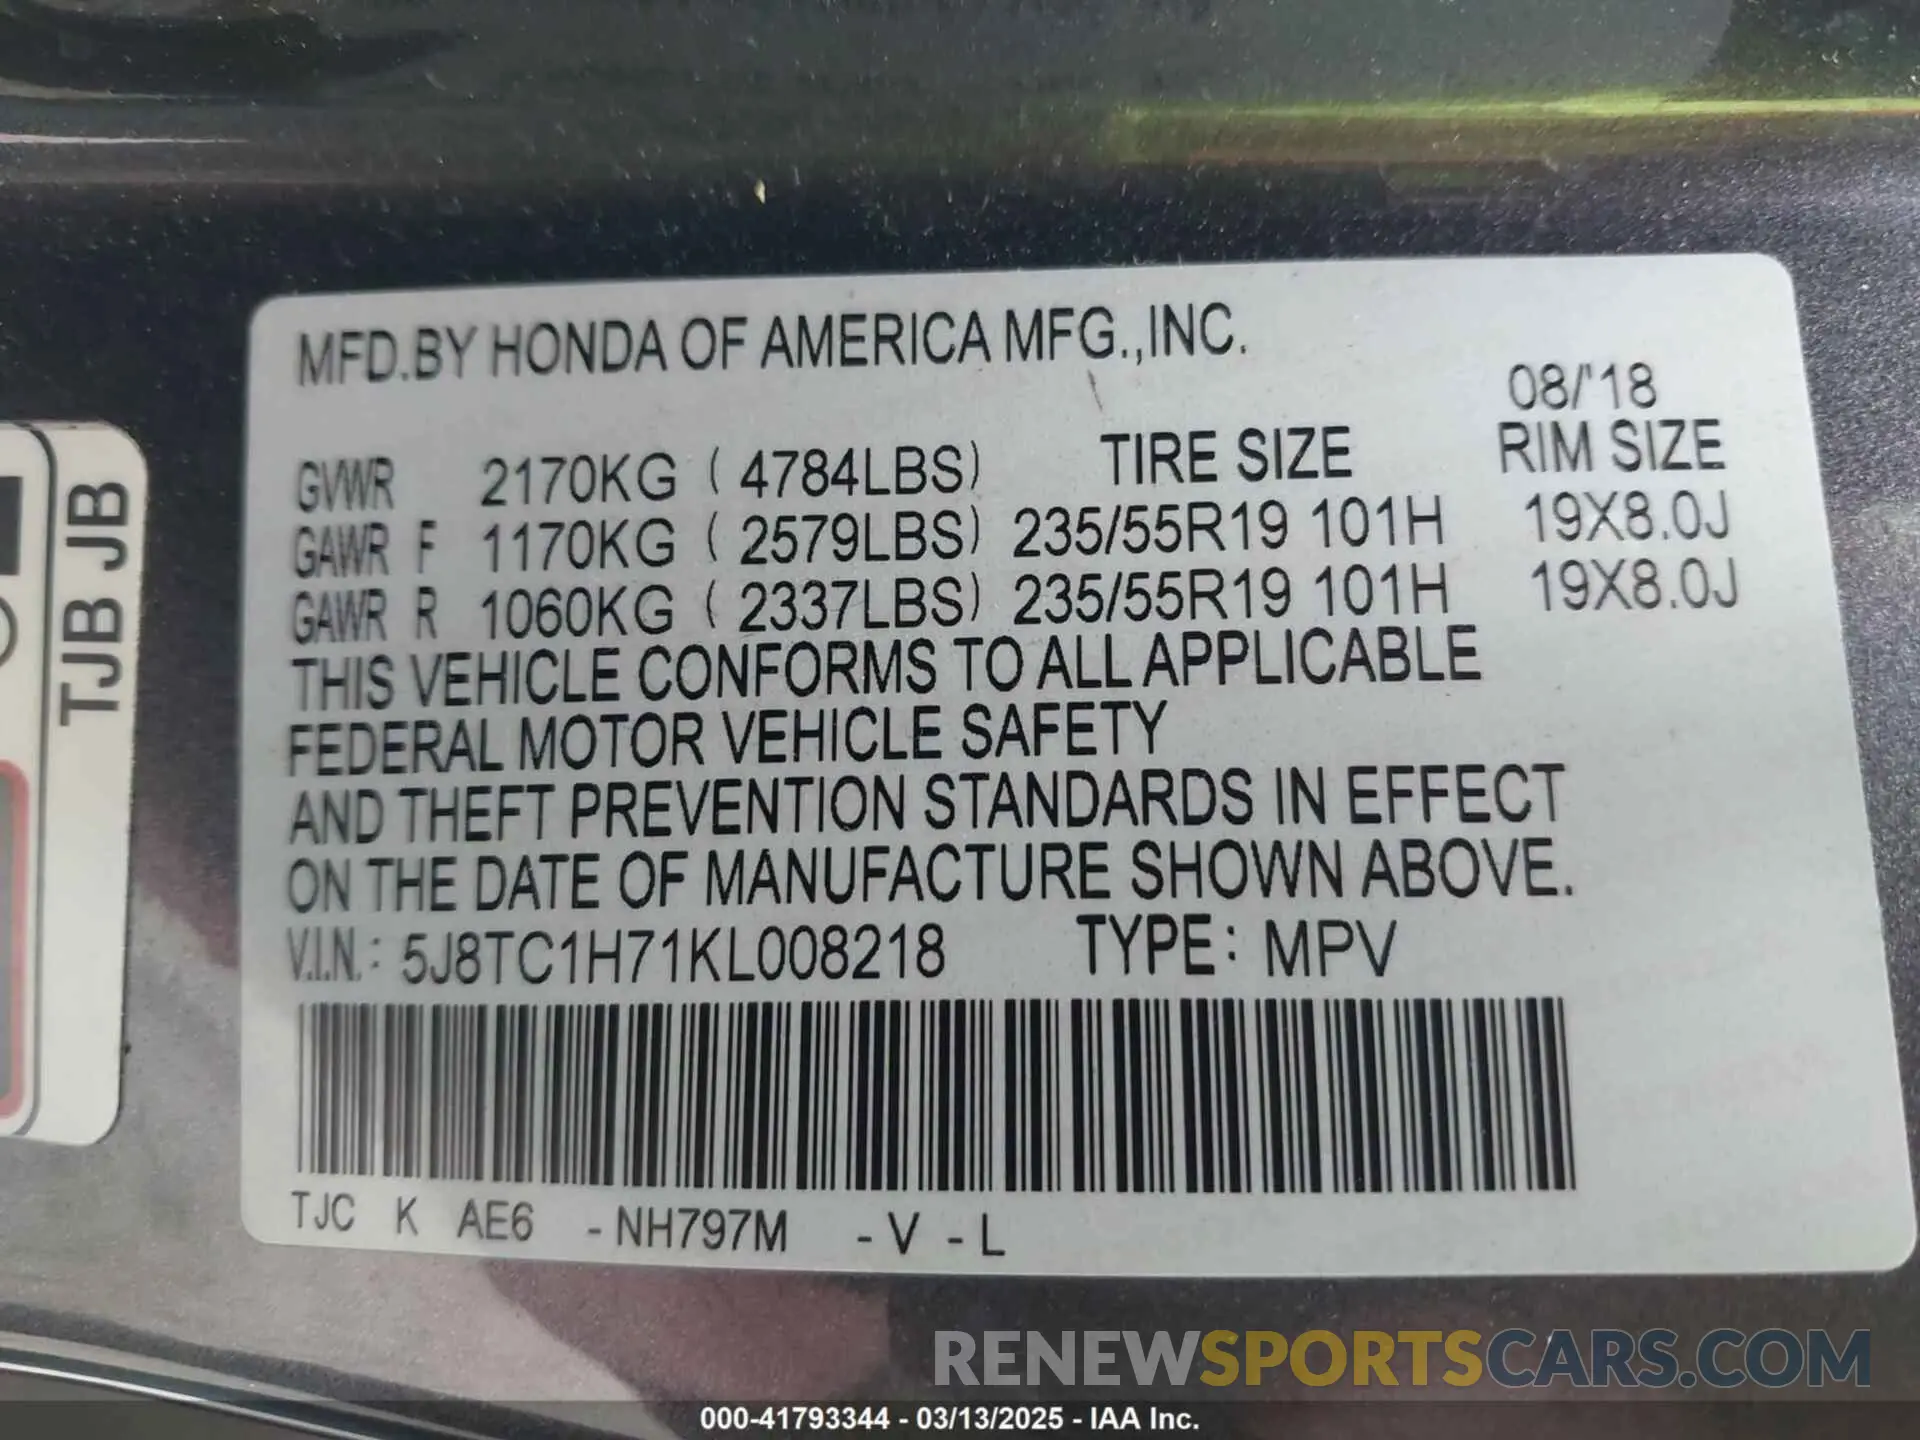 MFD.BY HONDA OF AMERICA MFG.,INC.
08/'18
GVWR 2170KG ( 4784LBS) TIRE SIZE RIM SIZE
GAWR F 1170KG ( 2579LBS) 235/55R19 101H 19X8.0J
GAWR R 1060KG ( 2337LBS) 235/55R19 101H 19X8.0J
THIS VEHICLE CONFORMS TO ALL APPLICABLE
FEDERAL MOTOR VEHICLE SAFETY
AND THEFT PREVENTION STANDARDS IN EFFECT
ON THE DATE OF MANUFACTURE SHOWN ABOVE.
V.I.N.: 5J8TC1H71KL008218 TYPE: MPV
TJC K AE6 -NH797M -V -L
TJB JB
RENEWSPORTSCARS.COM
000-41793344 - 03/13/2025 - IAA Inc.